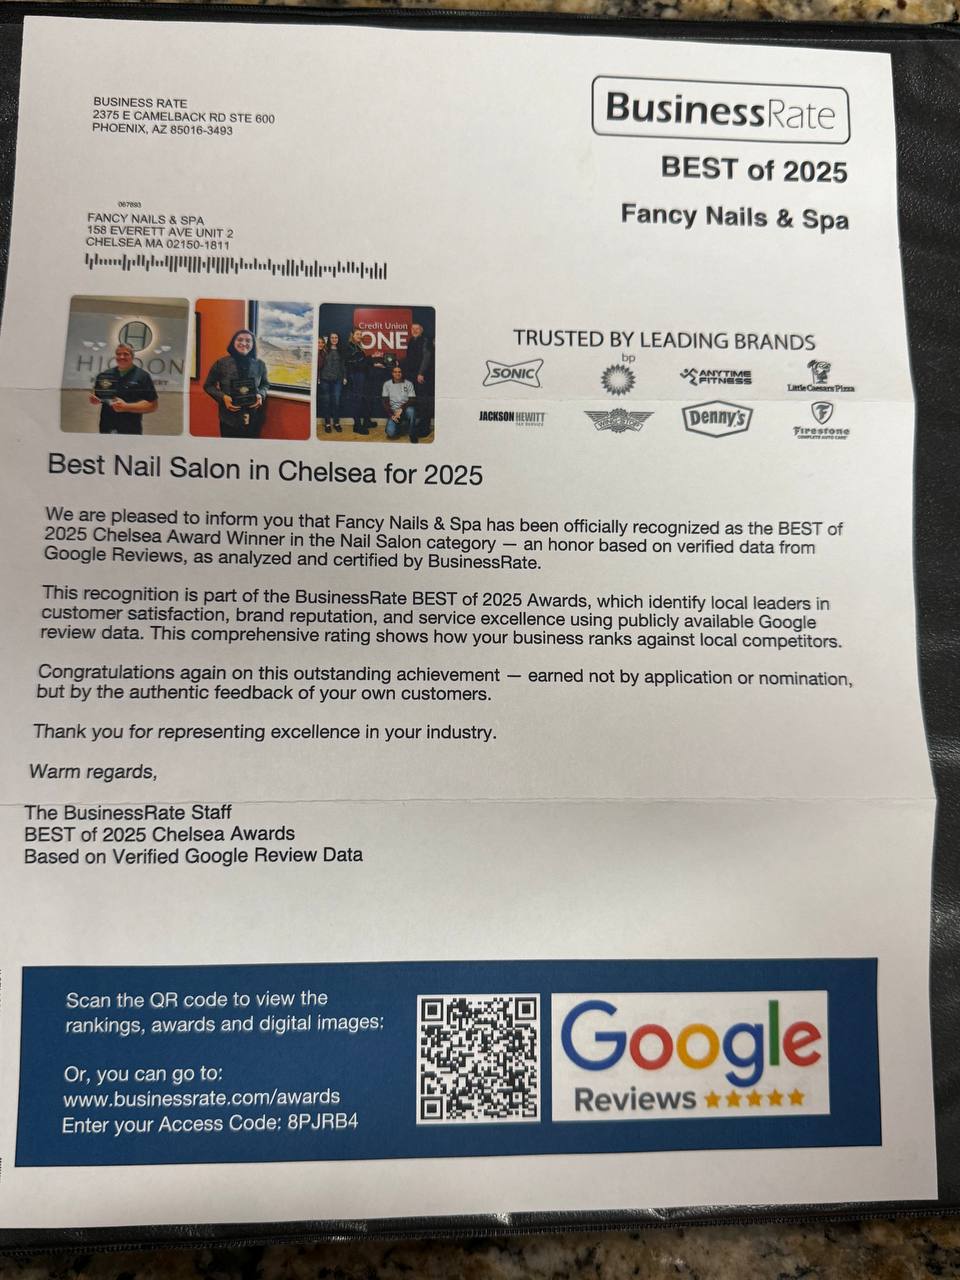 BUSINESS RATE
2375 E CAMELBACK RD STE 600
PHOENIX, AZ 85016-3493
BusinessRate
BEST of 2025
Fancy Nails & Spa
067893
FANCY NAILS & SPA
158 EVERETT AVE UNIT 2
CHELSEA MA 02150-1811
Credit Union
ONE
TRUSTED BY LEADING BRANDS
SONIC
bp
ANYTIME
FITNESS
Little Caesars Pizza
JACKSON HEWITT
TAX SERVICE
WINGSTOP
Denny's
Firestone
COMPLETE AUTO CARE
Best Nail Salon in Chelsea for 2025
We are pleased to inform you that Fancy Nails & Spa has been officially recognized as the BEST of
2025 Chelsea Award Winner in the Nail Salon category — an honor based on verified data from
Google Reviews, as analyzed and certified by BusinessRate.
This recognition is part of the BusinessRate BEST of 2025 Awards, which identify local leaders in
customer satisfaction, brand reputation, and service excellence using publicly available Google
review data. This comprehensive rating shows how your business ranks against local competitors.
Congratulations again on this outstanding achievement — earned not by application or nomination,
but by the authentic feedback of your own customers.
Thank you for representing excellence in your industry.
Warm regards,
The BusinessRate Staff
BEST of 2025 Chelsea Awards
Based on Verified Google Review Data
Scan the QR code to view the
rankings, awards and digital images:
Or, you can go to:
www.businessrate.com/awards
Enter your Access Code: 8PJRB4
Google
Reviews